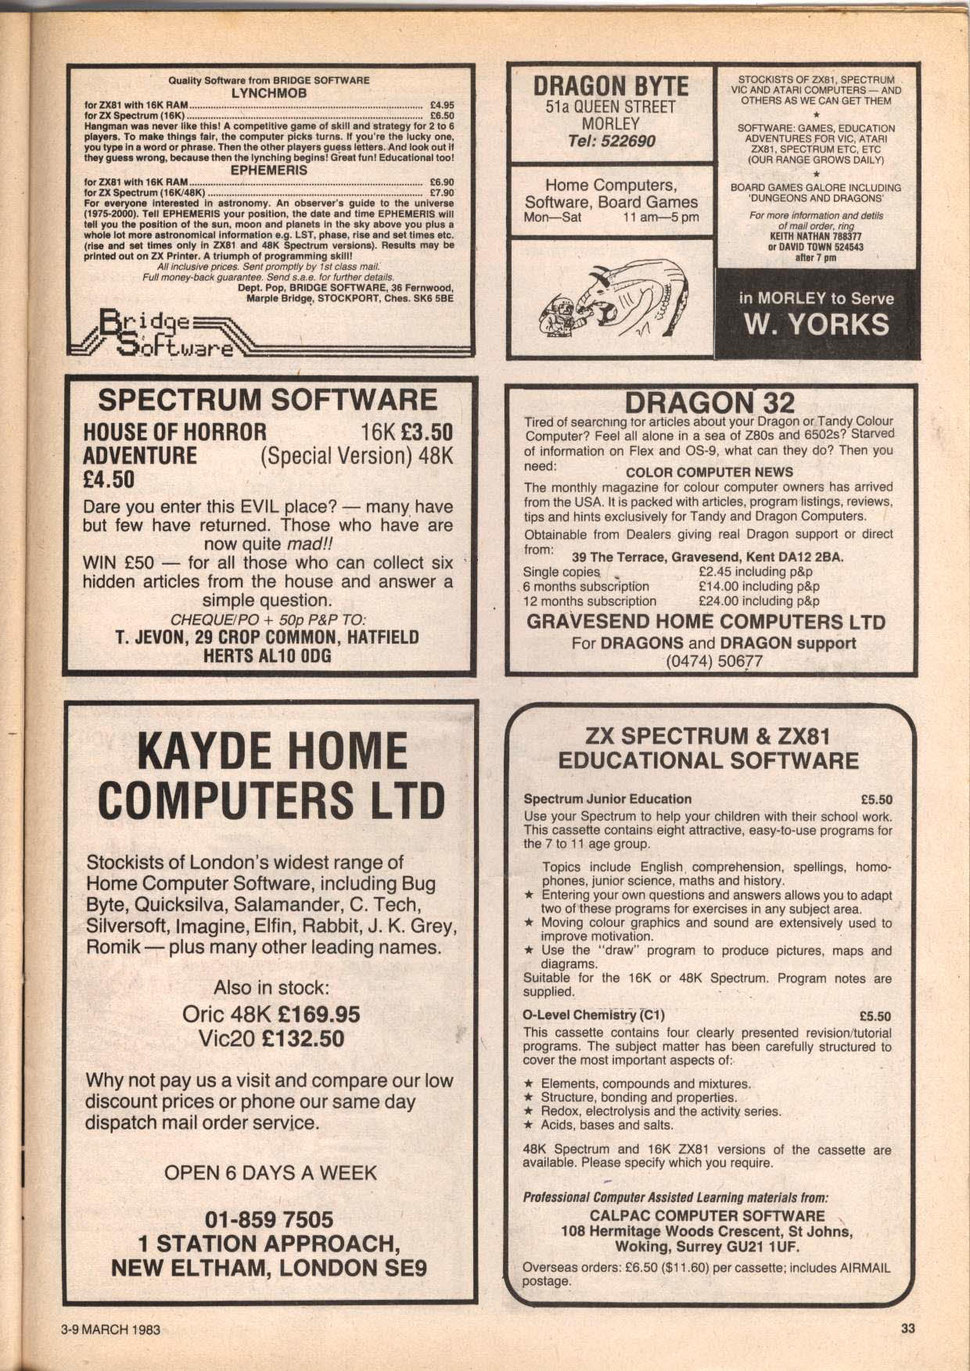 Quality Software from BRIDGE SOFTWARE
LYNCHMOB
for ZX81 with 16K RAM........ £4.95
for ZX Spectrum (16K)........ £6.50
Hangman was never like this! A competitive game of skill and strategy for 2 to 6
players. To make things fair, the computer picks turns. If you're the lucky one,
you type in a word or phrase. Then the other players guess letters. And look out if
they guess wrong, because then the lynching begins! Great fun! Educational too!
EPHEMERIS
for ZX81 with 16K RAM........ £6.90
for ZX Spectrum (16K/48K)........ £7.90
For everyone interested in astronomy. An observer's guide to the universe
(1975-2000). Tell EPHEMERIS your position, the date and time EPHEMERIS will
tell you the position of the sun, moon and planets in the sky above you plus a
whole lot more astronomical information e.g. LST, phase, rise and set times etc.
(rise and set times only in ZX81 and 48K Spectrum versions). Results may be
printed out on ZX Printer. A triumph of programming skill!
All inclusive prices. Sent promptly by 1st class mail.
Full money-back guarantee. Send s.a.e. for further details.
Dept. Pop, BRIDGE SOFTWARE, 36 Fernwood,
Marple Bridge, STOCKPORT, Ches. SK6 5BE
Bridge
Software
DRAGON BYTE
51a QUEEN STREET
MORLEY
Tel: 522690
Home Computers,
Software, Board Games
Mon—Sat 11 am—5 pm
STOCKISTS OF ZX81, SPECTRUM
VIC AND ATARI COMPUTERS — AND
OTHERS AS WE CAN GET THEM
★
SOFTWARE: GAMES, EDUCATION
ADVENTURES FOR VIC, ATARI
ZX81, SPECTRUM ETC, ETC
(OUR RANGE GROWS DAILY)
★
BOARD GAMES GALORE INCLUDING
'DUNGEONS AND DRAGONS'
For more information and detils
of mail order, ring
KEITH NATHAN 788377
or DAVID TOWN 524543
after 7 pm
in MORLEY to Serve
W. YORKS
SPECTRUM SOFTWARE
HOUSE OF HORROR 16K £3.50
ADVENTURE (Special Version) 48K
£4.50
Dare you enter this EVIL place? — many have
but few have returned. Those who have are
now quite mad!!
WIN £50 — for all those who can collect six
hidden articles from the house and answer a
simple question.
CHEQUE/PO + 50p P&P TO:
T. JEVON, 29 CROP COMMON, HATFIELD
HERTS AL10 0DG
DRAGON 32
Tired of searching for articles about your Dragon or Tandy Colour
Computer? Feel all alone in a sea of Z80s and 6502s? Starved
of information on Flex and OS-9, what can they do? Then you
need:
COLOR COMPUTER NEWS
The monthly magazine for colour computer owners has arrived
from the USA. It is packed with articles, program listings, reviews,
tips and hints exclusively for Tandy and Dragon Computers.
Obtainable from Dealers giving real Dragon support or direct
from:
39 The Terrace, Gravesend, Kent DA12 2BA.
Single copies £2.45 including p&p
6 months subscription £14.00 including p&p
12 months subscription £24.00 including p&p
GRAVESEND HOME COMPUTERS LTD
For DRAGONS and DRAGON support
(0474) 50677
KAYDE HOME
COMPUTERS LTD
Stockists of London's widest range of
Home Computer Software, including Bug
Byte, Quicksilva, Salamander, C. Tech,
Silversoft, Imagine, Elfin, Rabbit, J. K. Grey,
Romik — plus many other leading names.
Also in stock:
Oric 48K £169.95
Vic20 £132.50
Why not pay us a visit and compare our low
discount prices or phone our same day
dispatch mail order service.
OPEN 6 DAYS A WEEK
01-859 7505
1 STATION APPROACH,
NEW ELTHAM, LONDON SE9
ZX SPECTRUM & ZX81
EDUCATIONAL SOFTWARE
Spectrum Junior Education £5.50
Use your Spectrum to help your children with their school work.
This cassette contains eight attractive, easy-to-use programs for
the 7 to 11 age group.
Topics include English comprehension, spellings, homo-
phones, junior science, maths and history.
★ Entering your own questions and answers allows you to adapt
two of these programs for exercises in any subject area.
★ Moving colour graphics and sound are extensively used to
improve motivation.
★ Use the "draw" program to produce pictures, maps and
diagrams.
Suitable for the 16K or 48K Spectrum. Program notes are
supplied.
O-Level Chemistry (C1) £5.50
This cassette contains four clearly presented revision/tutorial
programs. The subject matter has been carefully structured to
cover the most important aspects of:
★ Elements, compounds and mixtures.
★ Structure, bonding and properties.
★ Redox, electrolysis and the activity series.
★ Acids, bases and salts.
48K Spectrum and 16K ZX81 versions of the cassette are
available. Please specify which you require.
Professional Computer Assisted Learning materials from:
CALPAC COMPUTER SOFTWARE
108 Hermitage Woods Crescent, St Johns,
Woking, Surrey GU21 1UF.
Overseas orders: £6.50 ($11.60) per cassette; includes AIRMAIL
postage.
3-9 MARCH 1983
33